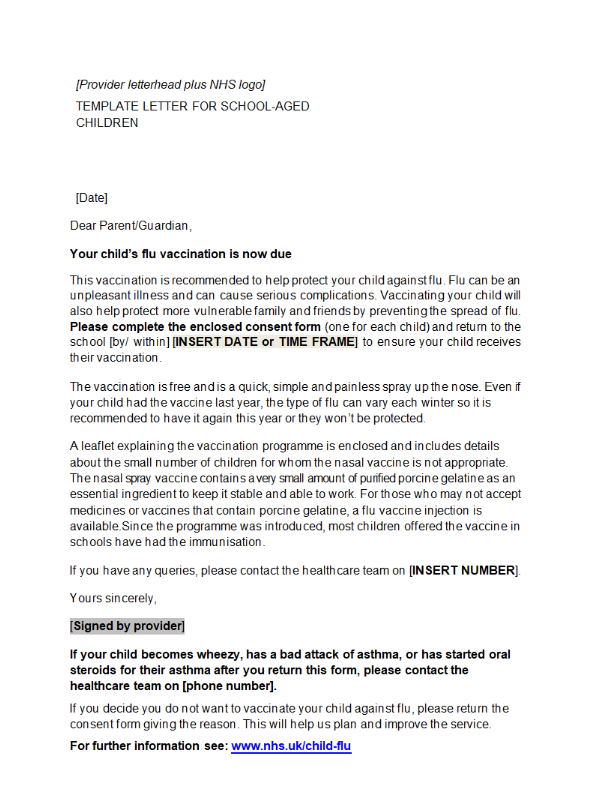 [Provider letterhead plus NHS logo]
TEMPLATE LETTER FOR SCHOOL-AGED
CHILDREN
[Date]
Dear Parent/Guardian,
Your child's flu vaccination is now due
This vaccination is recommended to help protect your child against flu. Flu can be an
unpleasant illness and can cause serious complications. Vaccinating your child will
also help protect more vulnerable family and friends by preventing the spread of flu.
Please complete the enclosed consent form (one for each child) and return to the
school [by/ within] [INSERT DATE or TIME FRAME] to ensure your child receives
their vaccination.
The vaccination is free and is a quick, simple and painless spray up the nose. Even if
your child had the vaccine last year, the type of flu can vary each winter so it is
recommended to have it again this year or they won't be protected.
A leaflet explaining the vaccination programme is enclosed and includes details
about the small number of children for whom the nasal vaccine is not appropriate.
The nasal spray vaccine contains a very small amount of purified porcine gelatine as an
essential ingredient to keep it stable and able to work. For those who may not accept
medicines or vaccines that contain porcine gelatine, a flu vaccine injection is
available.Since the programme was introduced, most children offered the vaccine in
schools have had the immunisation.
If you have any queries, please contact the healthcare team on [INSERT NUMBER].
Yours sincerely,
[Signed by provider]
If your child becomes wheezy, has a bad attack of asthma, or has started oral
steroids for their asthma after you return this form, please contact the
healthcare team on [phone number].
If you decide you do not want to vaccinate your child against flu, please return the
consent form giving the reason. This will help us plan and improve the service.
For further information see: www.nhs.uk/child-flu